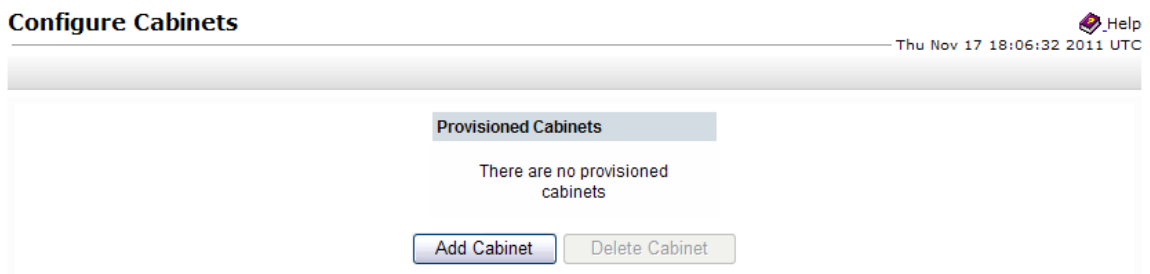 Configure Cabinets
Help
Thu Nov 17 18:06:32 2011 UTC
Provisioned Cabinets
There are no provisioned
cabinets
Add Cabinet
Delete Cabinet